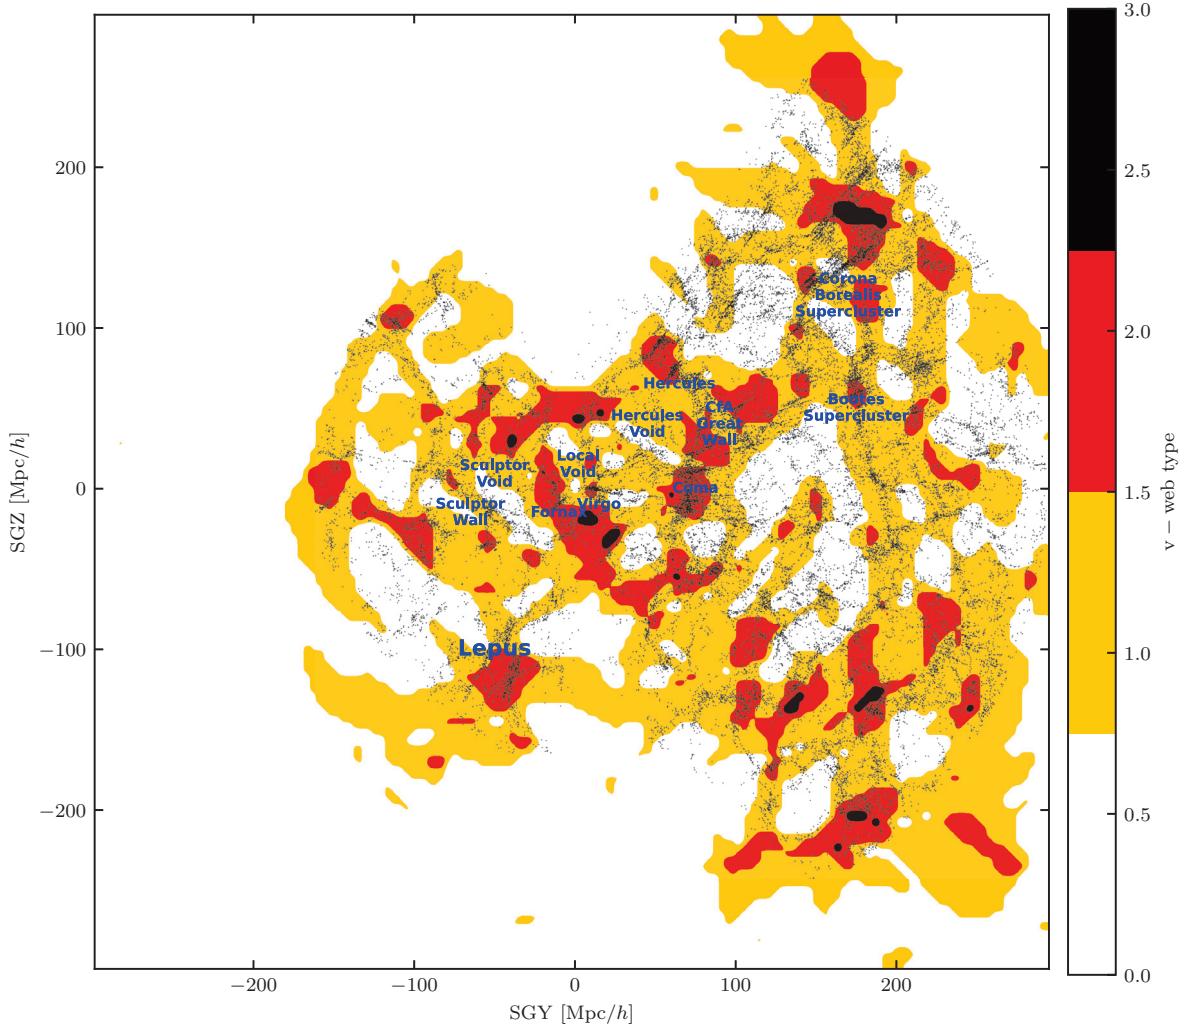 3.0
2.5
2.0
1.5
1.0
0.5
0.0
v − web type
200
100
0
−100
−200
SGZ [Mpc/h]
Corona
Borealis
Supercluster
Hercules
Bootes
Supercluster
CfA
Great
Wall
Hercules
Void
Local
Void
Sculptor
Void
Coma
Sculptor
Wall
Fornax
Virgo
Lepus
−200
−100
0
100
200
SGY [Mpc/h]